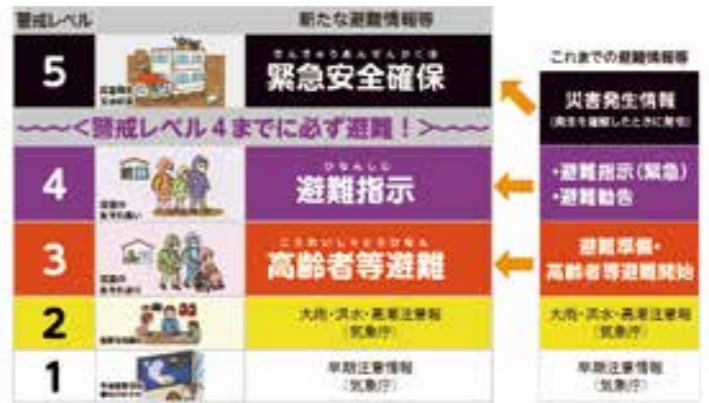 警戒レベル
新たな避難情報等
5
きんきゅうあんぜんかくほ
緊急安全確保
~~~<警戒レベル4までに必ず避難!>~~~
4
ひなんしじ
避難指示
3
こうれいしゃとうひなん
高齢者等避難
2
大雨・洪水・高潮注意報
(気象庁)
1
早期注意情報
(気象庁)
これまでの避難情報等
災害発生情報
(発生を確認したときに発令)
・避難指示(緊急)
・避難勧告
避難準備・
高齢者等避難開始
大雨・洪水・高潮注意報
(気象庁)
早期注意情報
(気象庁)